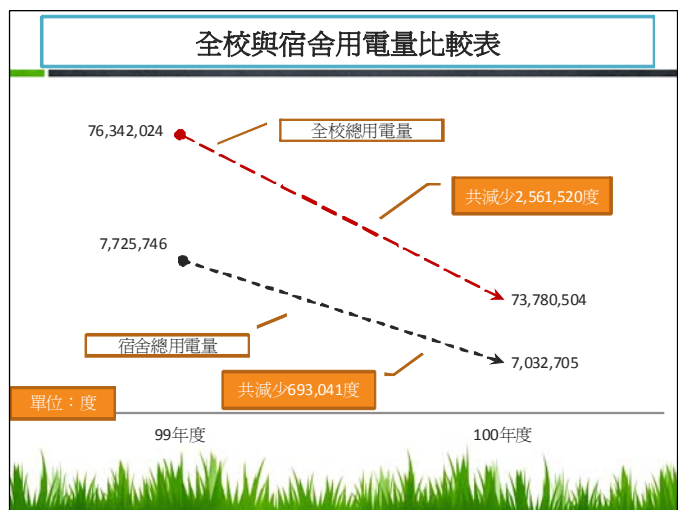 全校與宿舍用電量比較表
76,342,024
全校總用電量
共減少2,561,520度
7,725,746
73,780,504
宿舍總用電量
7,032,705
共減少693,041度
單位：度
99年度
100年度